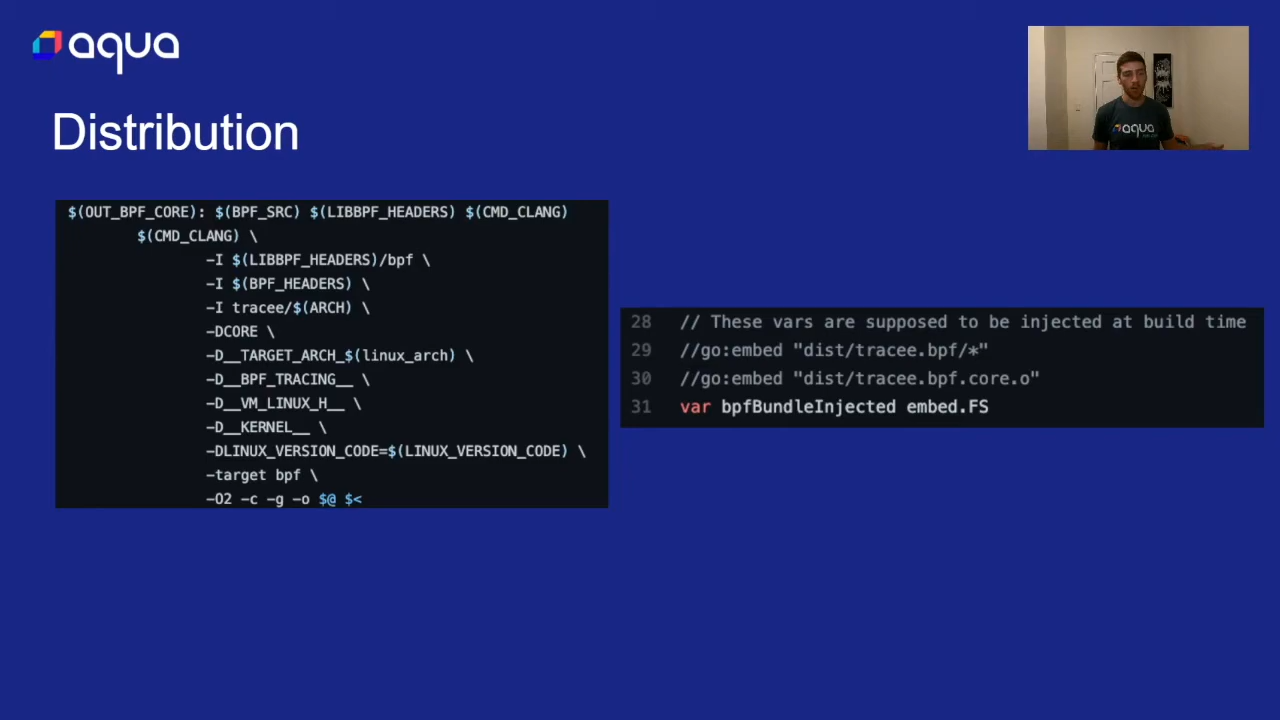 aqua
Distribution
$(OUT_BPF_CORE): $(BPF_SRC) $(LIBBPF_HEADERS) $(CMD_CLANG)
$(CMD_CLANG) \
-I $(LIBBPF_HEADERS)/bpf \
-I $(BPF_HEADERS) \
-I tracee/$(ARCH) \
-DCORE \
-D__TARGET_ARCH_$(linux_arch) \
-D__BPF_TRACING__ \
-D__VM_LINUX_H__ \
-D__KERNEL__ \
-DLINUX_VERSION_CODE=$(LINUX_VERSION_CODE) \
-target bpf \
-O2 -c -g -o $@ $<
28 // These vars are supposed to be injected at build time
29 //go:embed "dist/tracee.bpf/*"
30 //go:embed "dist/tracee.bpf.core.o"
31 var bpfBundleInjected embed.FS
aqua